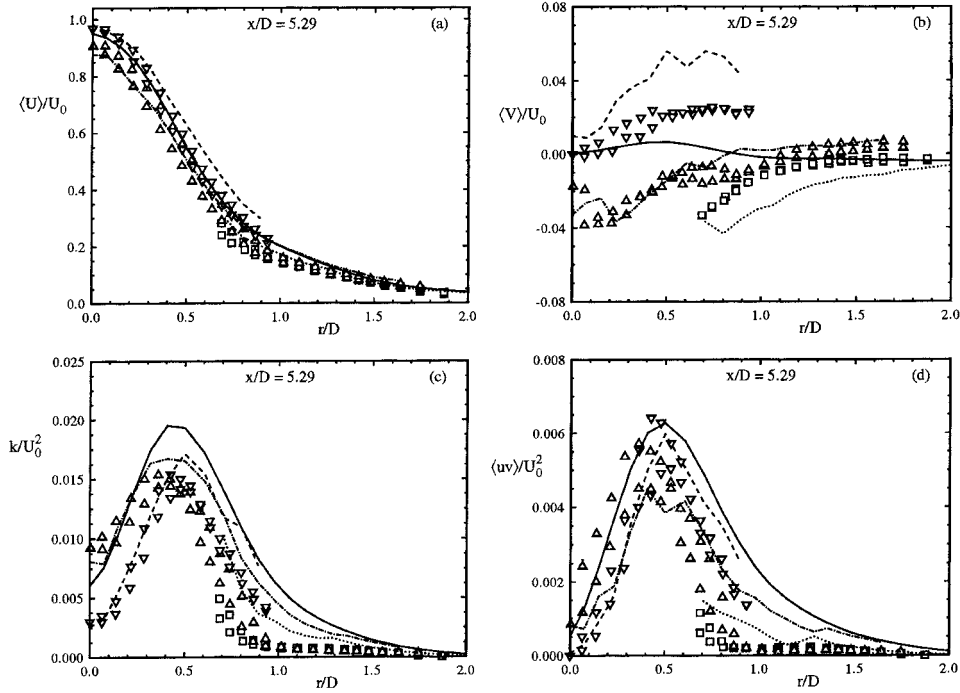 x/D = 5.29
(a)
1.0
0.8
⟨U⟩/U₀
0.6
0.4
0.2
0.0
0.0 0.5 1.0 1.5 2.0
r/D
x/D = 5.29
(b)
0.08
0.04
⟨V⟩/U₀
0.00
-0.04
-0.08
0.0 0.5 1.0 1.5 2.0
r/D
0.025
x/D = 5.29
(c)
0.020
k/U₀²
0.015
0.010
0.005
0.000
0.0 0.5 1.0 1.5 2.0
r/D
0.008
x/D = 5.29
(d)
0.006
⟨uv⟩/U₀²
0.004
0.002
0.000
0.0 0.5 1.0 1.5 2.0
r/D